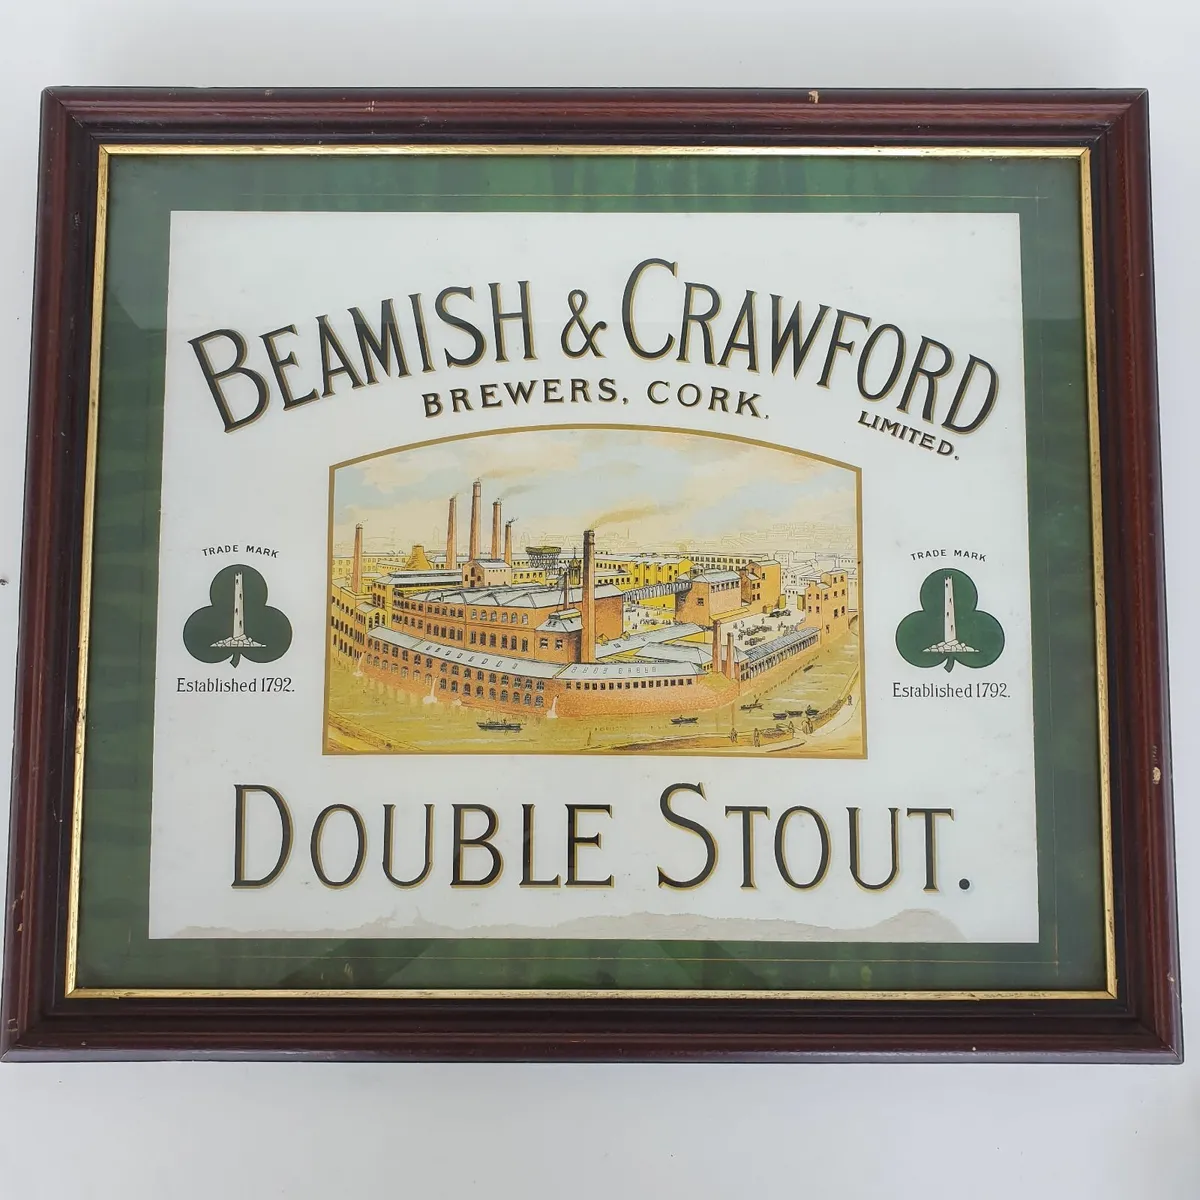 BEAMISH & CRAWFORD
LIMITED.
BREWERS, CORK.
TRADE MARK
Established 1792.
TRADE MARK
Established 1792.
DOUBLE STOUT.